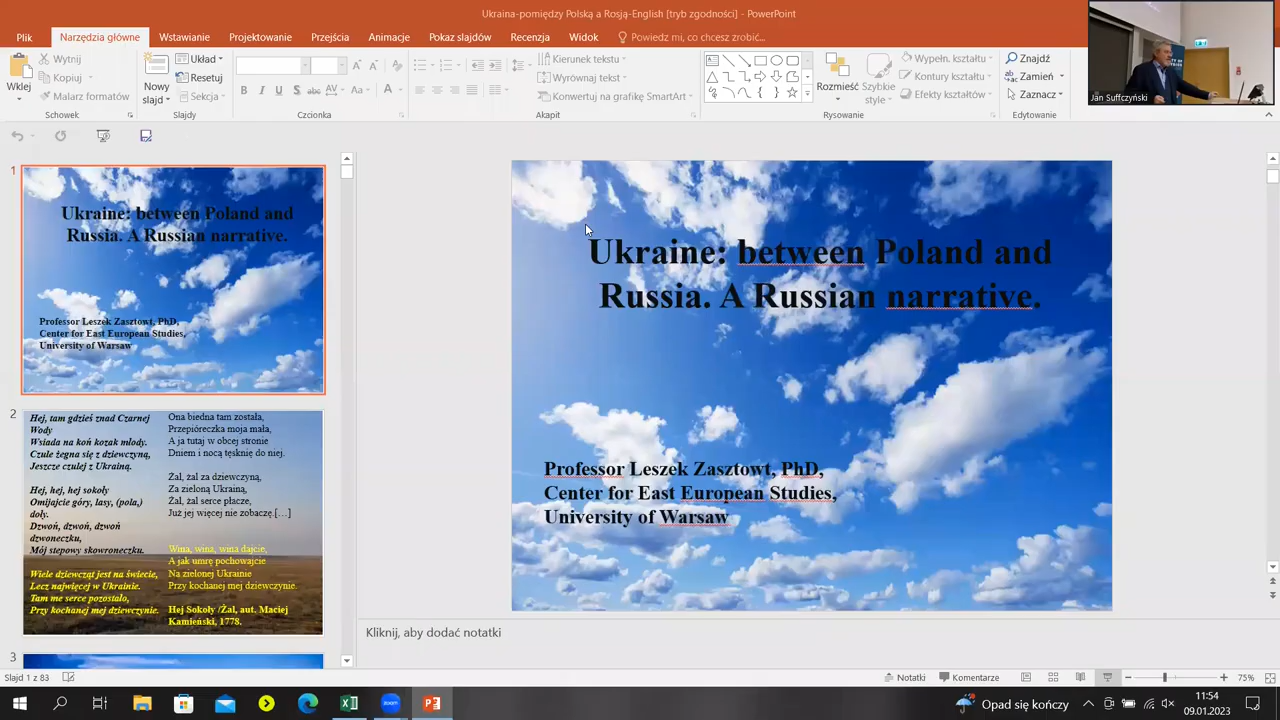 Ukraina-pomiędzy Polską a Rosją-English [tryb zgodności] - PowerPoint
Plik
Narzędzia główne
Wstawianie
Projektowanie
Przejścia
Animacje
Pokaz slajdów
Recenzja
Widok
Powiedz mi, co chcesz zrobić...
Wklej
Wytnij
Kopiuj
Malarz formatów
Schowek
Nowy
slajd
Układ
Resetuj
Sekcja
Slajdy
B I U S abc AV Aa A
Czcionka
Kierunek tekstu
Wyrównaj tekst
Konwertuj na grafikę SmartArt
Akapit
Rozmieść
Szybkie
style
Wypełn. kształtu
Kontury kształtu
Efekty kształtów
Rysowanie
Znajdź
Zamień
Zaznacz
Edytowanie
Jan Suffczyński
1
Ukraine: between Poland and
Russia. A Russian narrative.
Professor Leszek Zasztowt, PhD,
Center for East European Studies,
University of Warsaw
2
Hej, tam gdzieś znad Czarnej
Wody
Wsiada na koń kozak młody.
Czule żegna się z dziewczyną,
Jeszcze czulej z Ukrainą.
Hej, hej, hej sokoły
Omijajcie góry, lasy, (pola,)
doły.
Dzwoń, dzwoń, dzwoń
dzwoneczku,
Mój stepowy skowroneczku.
Wiele dziewcząt jest na świecie,
Lecz najwięcej w Ukrainie.
Tam me serce pozostało,
Przy kochanej mej dziewczynie.
Ona biedna tam została,
Przepióreczka moja mała,
A ja tutaj w obcej stronie
Dniem i nocą tęsknię do niej.
Żal, żal za dziewczyną,
Za zieloną Ukrainą,
Żal, żal serce płacze,
Już jej więcej nie zobaczę.[…]
Wina, wina, wina dajcie,
A jak umrę pochowajcie
Na zielonej Ukrainie
Przy kochanej mej dziewczynie.
Hej Sokoły /Żal, aut. Maciej
Kamieński, 1778.
3
Ukraine: between Poland and
Russia. A Russian narrative.
Professor Leszek Zasztowt, PhD,
Center for East European Studies,
University of Warsaw
Kliknij, aby dodać notatki
Slajd 1 z 83
Notatki
Komentarze
75%
zoom
Opad się kończy
11:54
09.01.2023